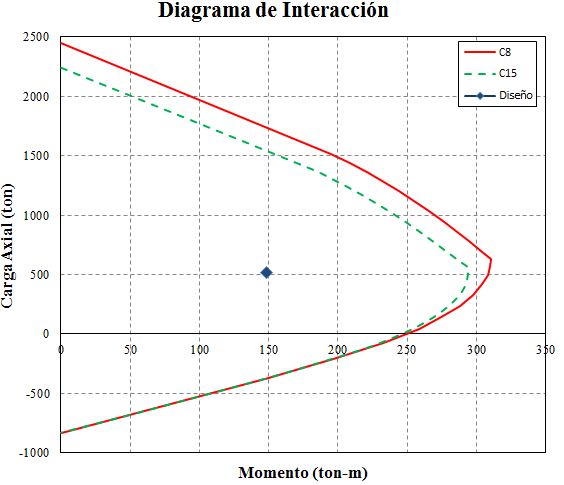 Diagrama de Interacción
2500
2000
1500
1000
500
0
-500
-1000
0 50 100 150 200 250 300 350
Carga Axial (ton)
Momento (ton-m)
C8
C15
Diseño